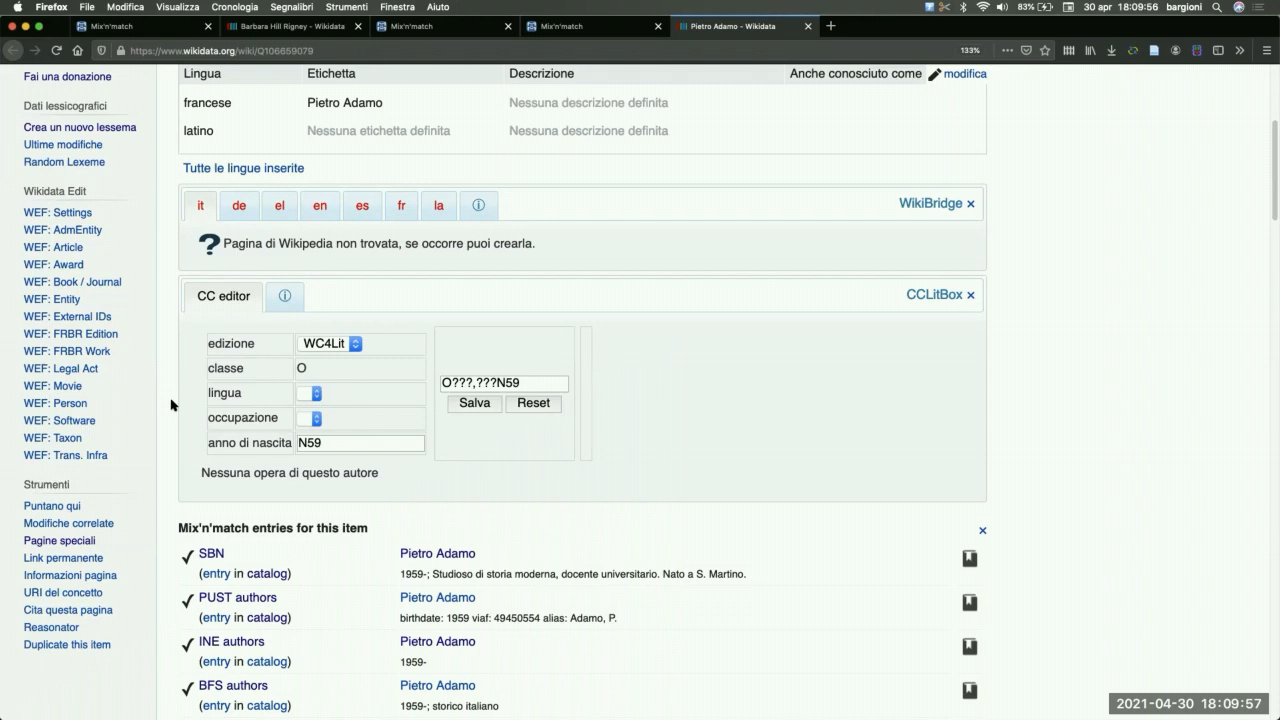 Firefox File Modifica Visualizza Cronologia Segnalibri Strumenti Finestra Aiuto 83% 30 apr 18:09:56 bargioni
Mix'n'match Barbara Hill Rigney - Wikidata Mix'n'match Mix'n'match Pietro Adamo - Wikidata
https://www.wikidata.org/wiki/Q106659079 133%
Fai una donazione
Dati lessicografici
Crea un nuovo lessema
Ultime modifiche
Random Lexeme
Wikidata Edit
WEF: Settings
WEF: AdmEntity
WEF: Article
WEF: Award
WEF: Book / Journal
WEF: Entity
WEF: External IDs
WEF: FRBR Edition
WEF: FRBR Work
WEF: Legal Act
WEF: Movie
WEF: Person
WEF: Software
WEF: Taxon
WEF: Trans. Infra
Strumenti
Puntano qui
Modifiche correlate
Pagine speciali
Link permanente
Informazioni pagina
URI del concetto
Cita questa pagina
Reasonator
Duplicate this item
Lingua Etichetta Descrizione Anche conosciuto come modifica
francese Pietro Adamo Nessuna descrizione definita
latino Nessuna etichetta definita Nessuna descrizione definita
Tutte le lingue inserite
it de el en es fr la WikiBridge ×
Pagina di Wikipedia non trovata, se occorre puoi crearla.
CC editor CCLitBox ×
edizione WC4Lit
classe O
lingua
occupazione
anno di nascita N59
O???,???N59
Salva Reset
Nessuna opera di questo autore
Mix'n'match entries for this item ×
SBN Pietro Adamo
(entry in catalog) 1959-; Studioso di storia moderna, docente universitario. Nato a S. Martino.
PUST authors Pietro Adamo
(entry in catalog) birthdate: 1959 viaf: 49450554 alias: Adamo, P.
INE authors Pietro Adamo
(entry in catalog) 1959-
BFS authors Pietro Adamo
(entry in catalog) 1959-; storico italiano
2021-04-30 18:09:57